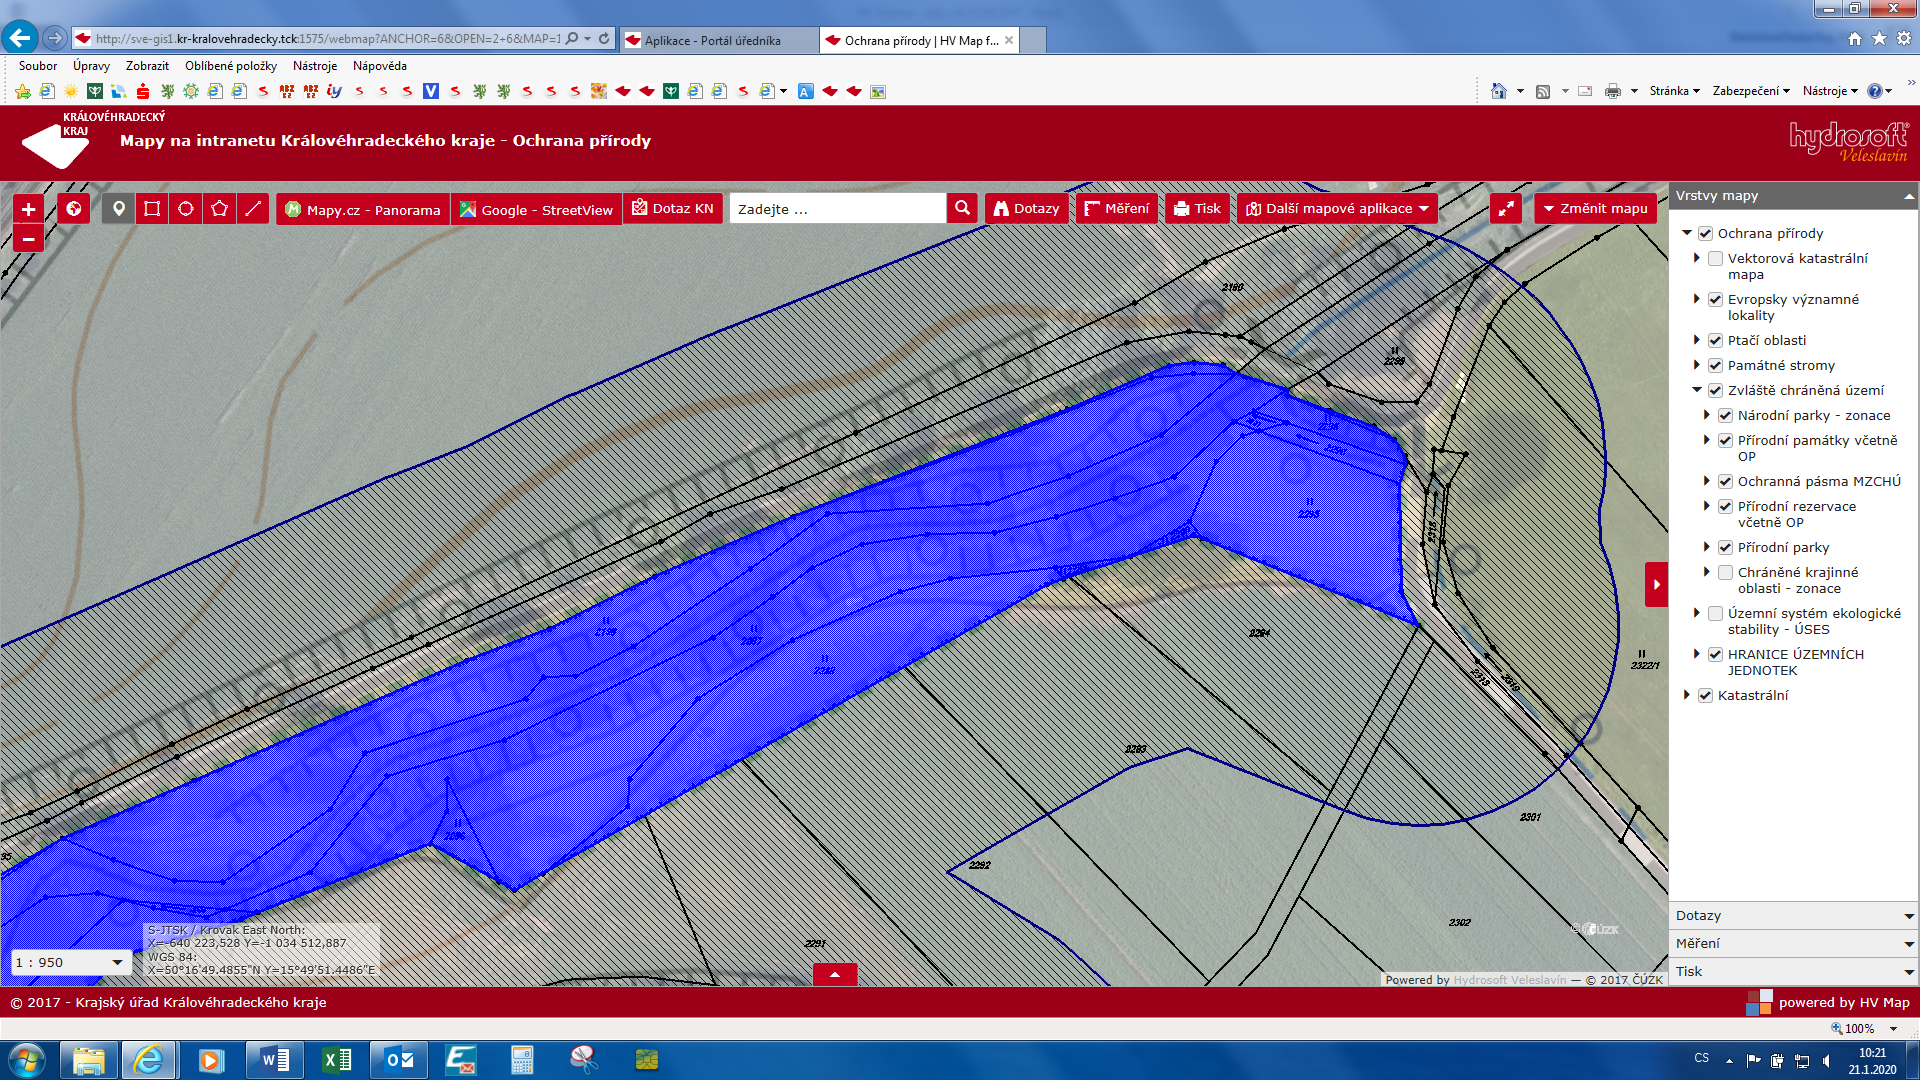 http://sve-gis1.kr-kralovehradecky.tck:1575/webmap?ANCHOR=6&OPEN=2+6&MAP=1
Aplikace - Portál úředníka
Ochrana přírody | HV Map f...
Soubor Úpravy Zobrazit Oblíbené položky Nástroje Nápověda
Stránka Zabezpečení Nástroje
KRÁLOVÉHRADECKÝ
KRAJ
Mapy na intranetu Královéhradeckého kraje - Ochrana přírody
hydrosoft
Veleslavín
Mapy.cz - Panorama
Google - StreetView
Dotaz KN
Zadejte ...
Dotazy
Měření
Tisk
Další mapové aplikace
Změnit mapu
Vrstvy mapy
Ochrana přírody
Vektorová katastrální
mapa
Evropsky významné
lokality
Ptačí oblasti
Památné stromy
Zvláště chráněná území
Národní parky - zonace
Přírodní památky včetně
OP
Ochranná pásma MZCHÚ
Přírodní rezervace
včetně OP
Přírodní parky
Chráněné krajinné
oblasti - zonace
Územní systém ekologické
stability - ÚSES
HRANICE ÚZEMNÍCH
JEDNOTEK
Katastrální
Dotazy
Měření
Tisk
2294
2322/1
2293
2301
2292
2302
2291
2295
S-JTSK / Krovak East North:
X=-640 223,528 Y=-1 034 512,887
WGS 84:
X=50°16'49.4855"N Y=15°49'51.4486"E
1 : 950
©ČÚZK
Powered by Hydrosoft Veleslavín — © 2017 ČÚZK
© 2017 - Krajský úřad Královéhradeckého kraje
powered by HV Map
100%
CS
10:21
21.1.2020